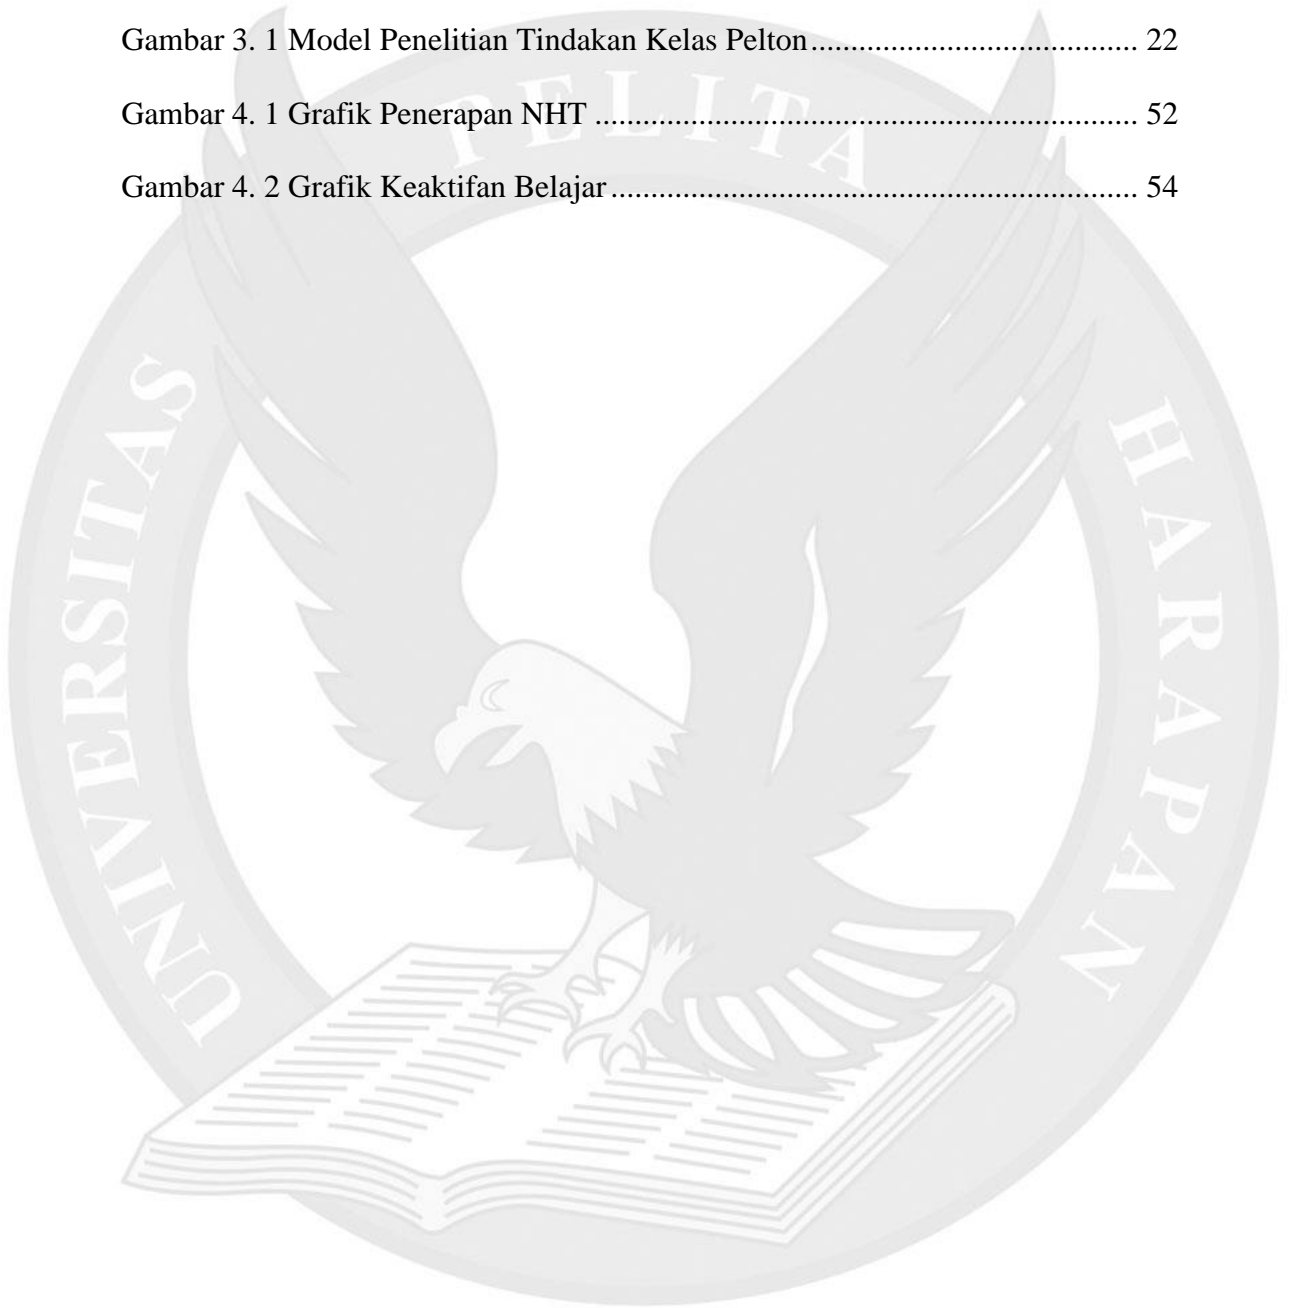 Gambar 3. 1 Model Penelitian Tindakan Kelas Pelton.................................... 22
Gambar 4. 1 Grafik Penerapan NHT ............................................................ 52
Gambar 4. 2 Grafik Keaktifan Belajar.......................................................... 54
UNIVERSITAS PELITA HARAPAN